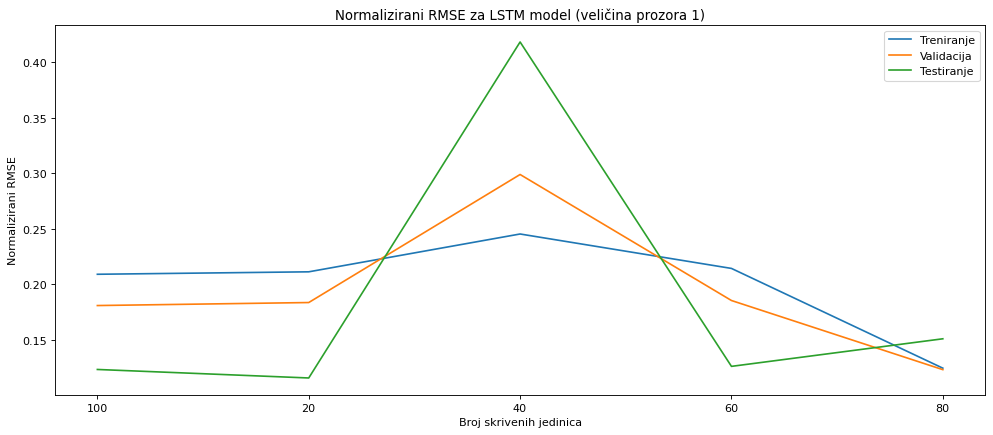 Normalizirani RMSE za LSTM model (veličina prozora 1)
Treniranje
Validacija
Testiranje
Normalizirani RMSE
0.40
0.35
0.30
0.25
0.20
0.15
100 20 40 60 80
Broj skrivenih jedinica